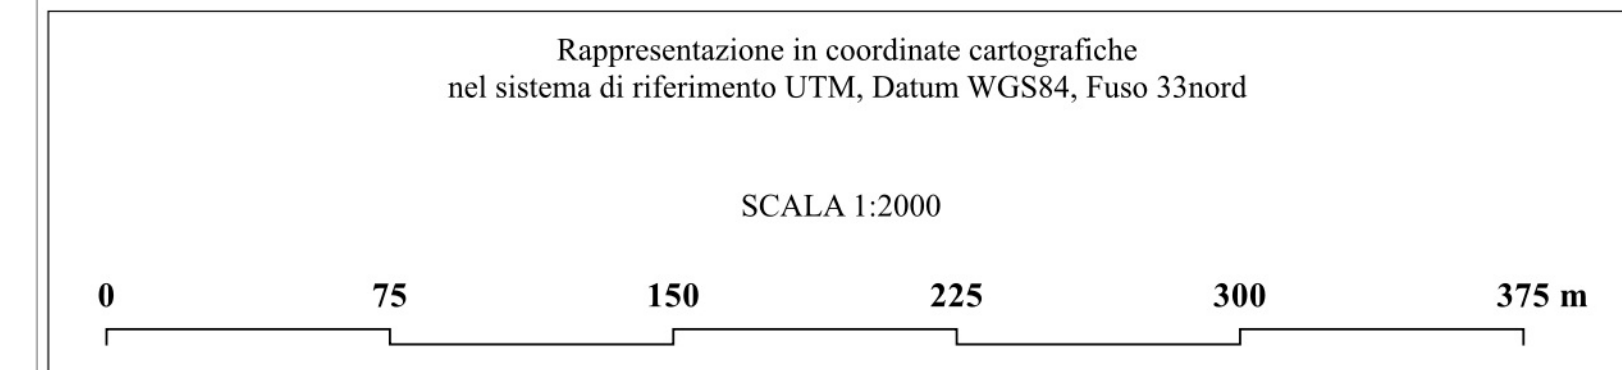 Rappresentazione in coordinate cartografiche
nel sistema di riferimento UTM, Datum WGS84, Fuso 33nord
SCALA 1:2000
0 75 150 225 300 375 m